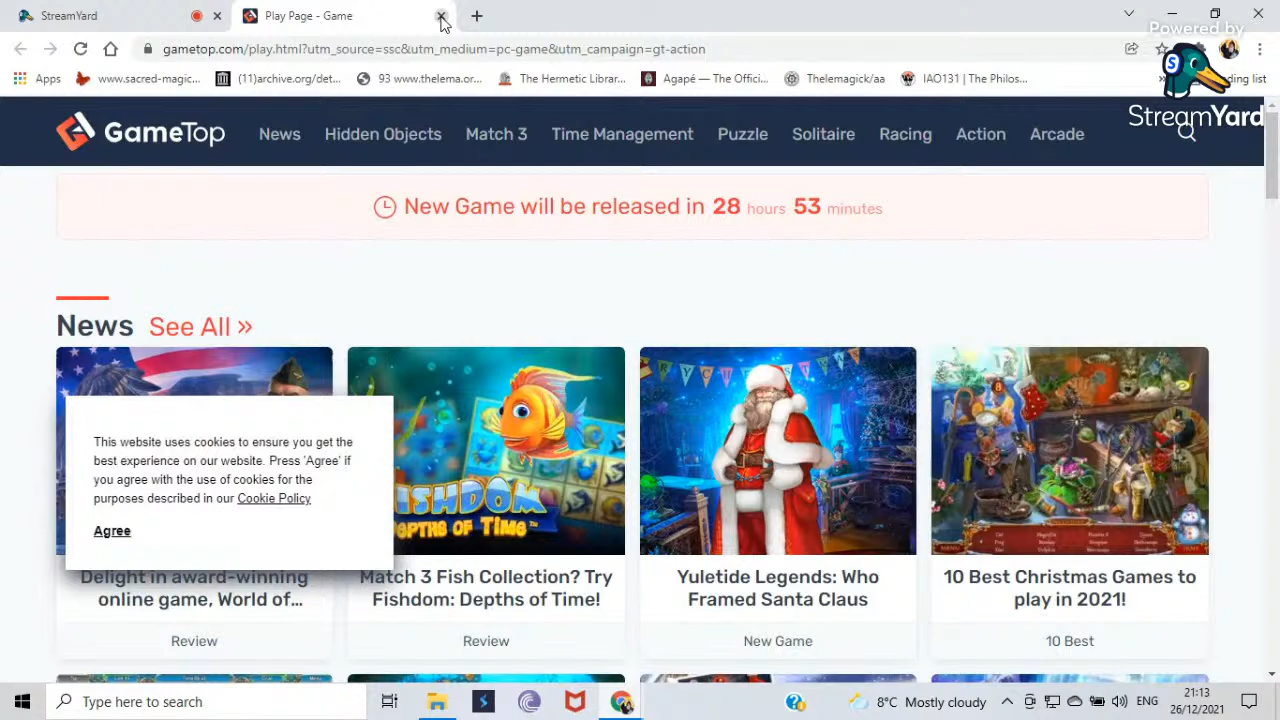 StreamYard
Play Page - Game
Powered by
gametop.com/play.html?utm_source=ssc&utm_medium=pc-game&utm_campaign=gt-action
Apps
www.sacred-magic...
(11)archive.org/det...
93 www.thelema.or...
The Hermetic Librar...
Agapé — The Offici...
Thelemagick/aa
IAO131 | The Philos...
»
ding list
StreamYard
GameTop
News
Hidden Objects
Match 3
Time Management
Puzzle
Solitaire
Racing
Action
Arcade
New Game will be released in 28 hours 53 minutes
News See All »
This website uses cookies to ensure you get the
best experience on our website. Press 'Agree' if
you agree with the use of cookies for the
purposes described in our Cookie Policy
Agree
FISHDOM
DEPTHS OF TIME™
Delight in award-winning
online game, World of...
Review
Match 3 Fish Collection? Try
Fishdom: Depths of Time!
Review
Yuletide Legends: Who
Framed Santa Claus
New Game
10 Best Christmas Games to
play in 2021!
10 Best
Type here to search
8°C Mostly cloudy
ENG
21:13
26/12/2021